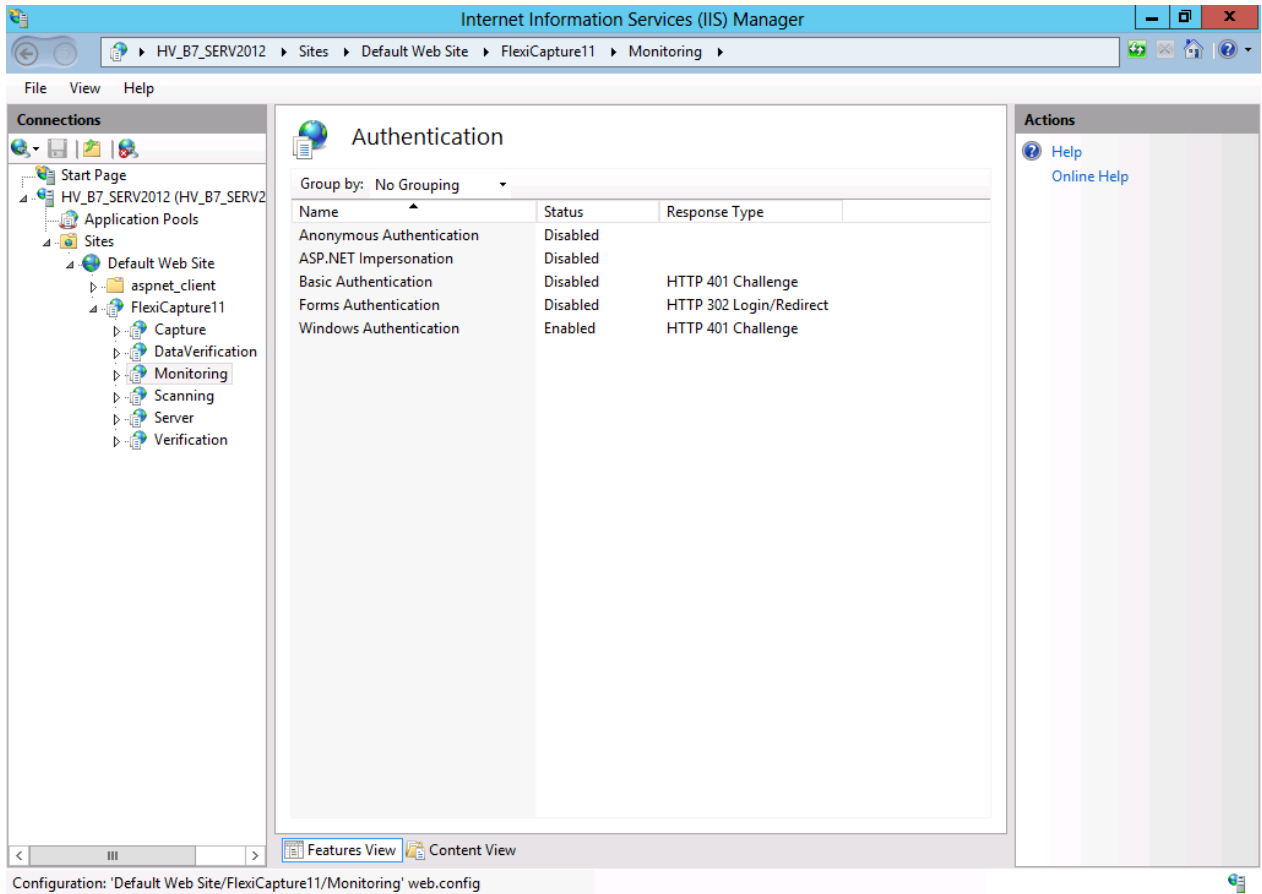 Internet Information Services (IIS) Manager
HV_B7_SERV2012 Sites Default Web Site FlexiCapture11 Monitoring
File View Help
Connections
Start Page
HV_B7_SERV2012 (HV_B7_SERV2
Application Pools
Sites
Default Web Site
aspnet_client
FlexiCapture11
Capture
DataVerification
Monitoring
Scanning
Server
Verification
Authentication
Group by: No Grouping
Name Status Response Type
Anonymous Authentication Disabled
ASP.NET Impersonation Disabled
Basic Authentication Disabled HTTP 401 Challenge
Forms Authentication Disabled HTTP 302 Login/Redirect
Windows Authentication Enabled HTTP 401 Challenge
Features View Content View
Actions
Help
Online Help
Configuration: 'Default Web Site/FlexiCapture11/Monitoring' web.config